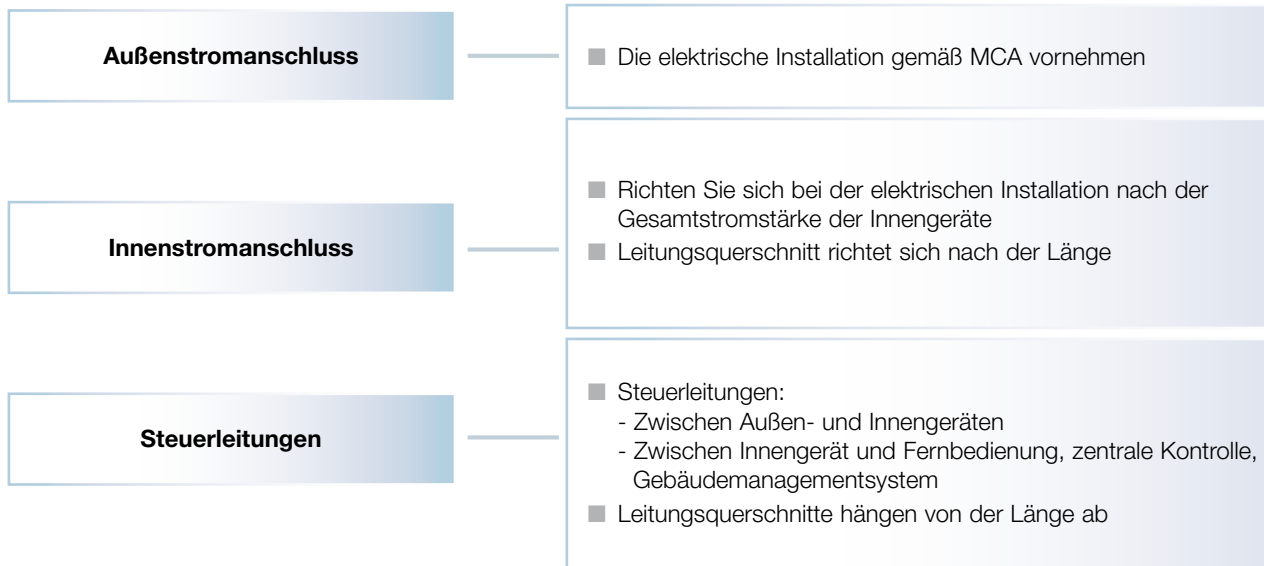 Außenstromanschluss
■ Die elektrische Installation gemäß MCA vornehmen
Innenstromanschluss
■ Richten Sie sich bei der elektrischen Installation nach der
Gesamtstromstärke der Innengeräte
■ Leitungsquerschnitt richtet sich nach der Länge
Steuerleitungen
■ Steuerleitungen:
- Zwischen Außen- und Innengeräten
- Zwischen Innengerät und Fernbedienung, zentrale Kontrolle,
Gebäudemanagementsystem
■ Leitungsquerschnitte hängen von der Länge ab